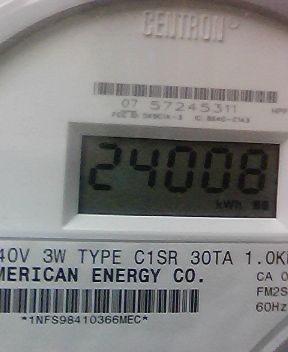 CENTRON
07 57245311
24008
kWh
40V 3W TYPE C1SR 30TA 1.0K
MERICAN ENERGY CO.
CA 0
FM2S
60Hz
*1NFS98410366MEC*